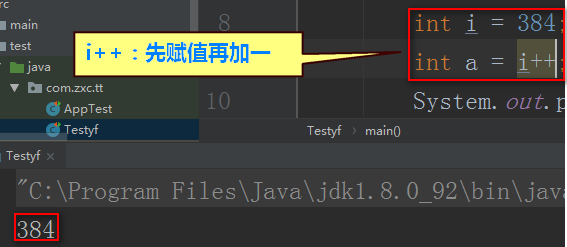 rc
main
test
java
com.zxc.tt
AppTest
Testyf
i++：先赋值再加一
8
int i = 384;
int a = i++;
10
System.out.p
Testyf > main()
Testyf ×
"C:\Program Files\Java\jdk1.8.0_92\bin\java
384